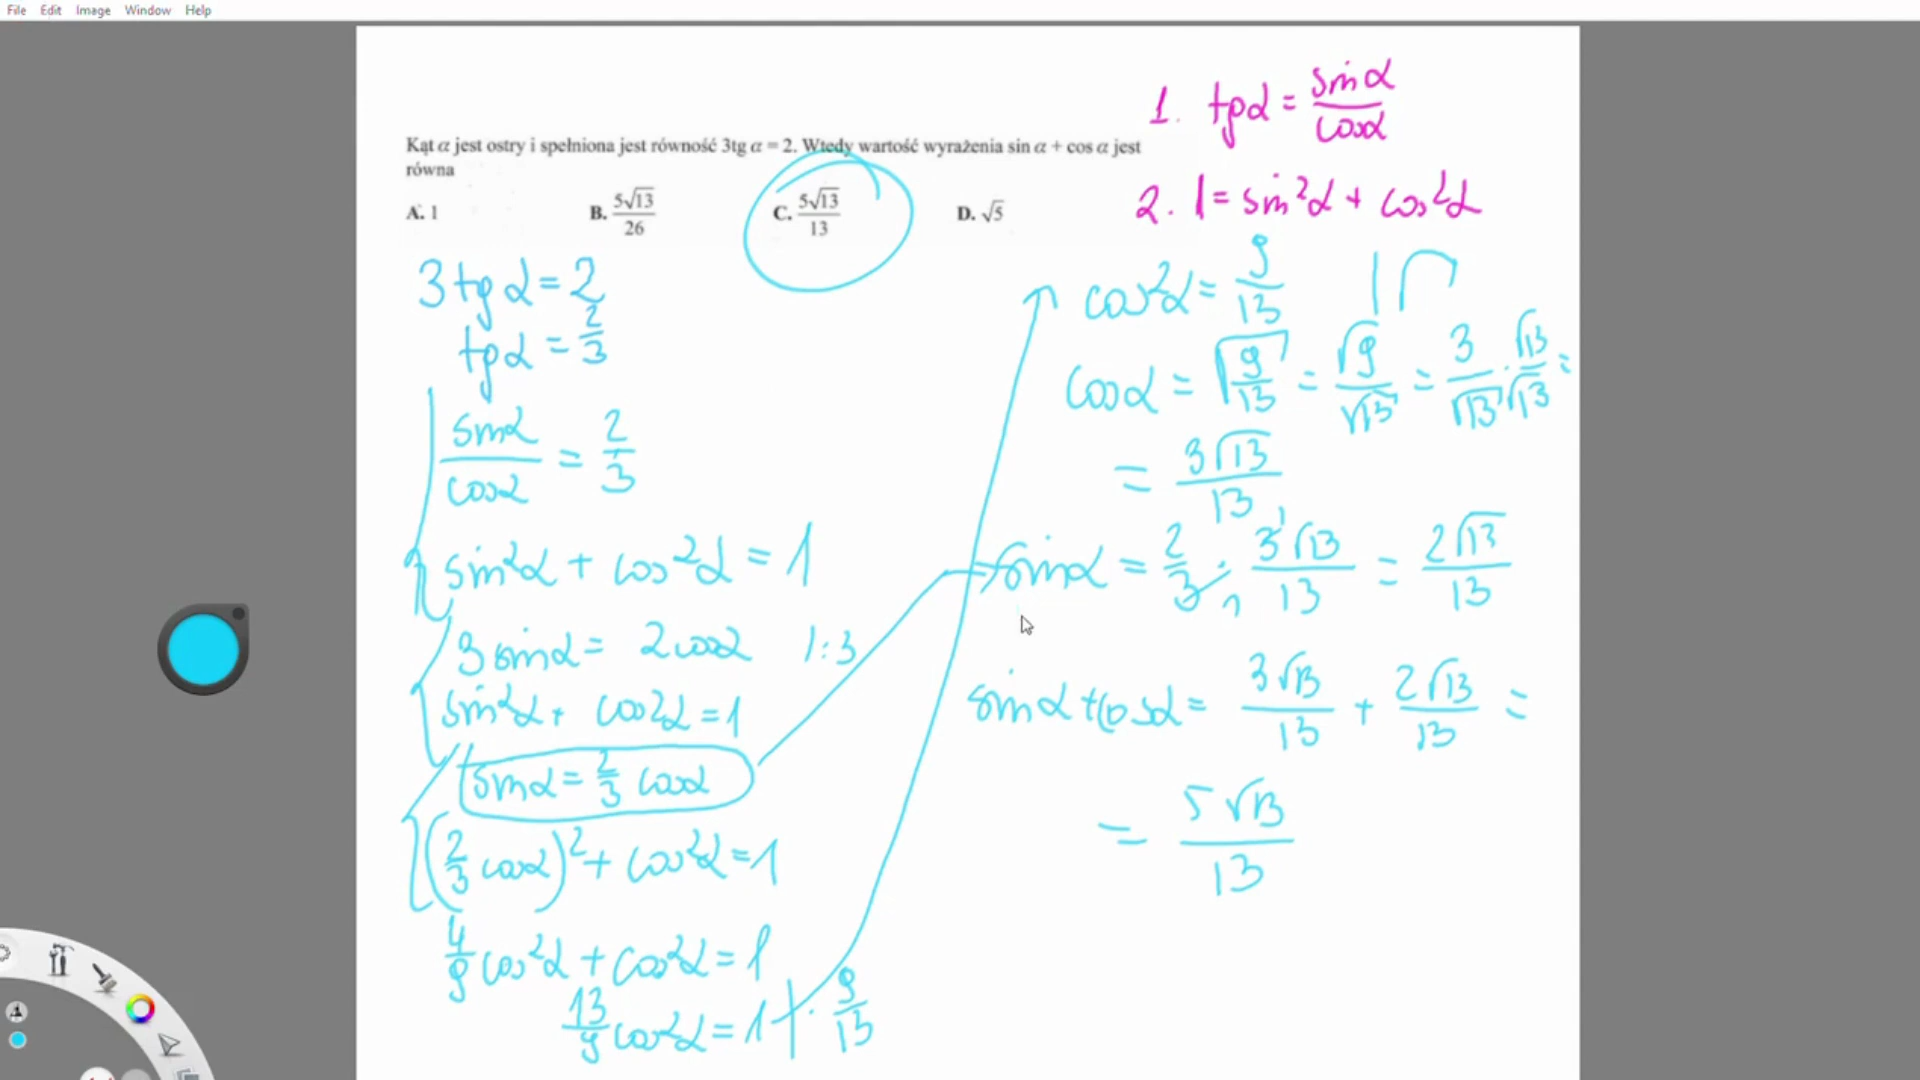 File Edit Image Window Help
Kąt α jest ostry i spełniona jest równość 3tg α = 2. Wtedy wartość wyrażenia sin α + cos α jest
równa
A. 1 B. 5√13/26 C. 5√13/13 D. √5
1. tgα = sinα/cosα
2. 1 = sin²α + cos²α
3tgα = 2
tgα = 2/3
sinα/cosα = 2/3
sin²α + cos²α = 1
3sinα = 2cosα |:3
sin²α + cos²α = 1
sinα = 2/3 cosα
(2/3 cosα)² + cos²α = 1
4/9 cos²α + cos²α = 1
13/9 cos²α = 1 | · 9/13
cos²α = 9/13 |√
cosα = √(9/13) = √9/√13 = 3/√13 · √13/√13 =
= 3√13/13
sinα = 2/3 · 3√13/13 = 2√13/13
sinα + cosα = 3√13/13 + 2√13/13 =
= 5√13/13